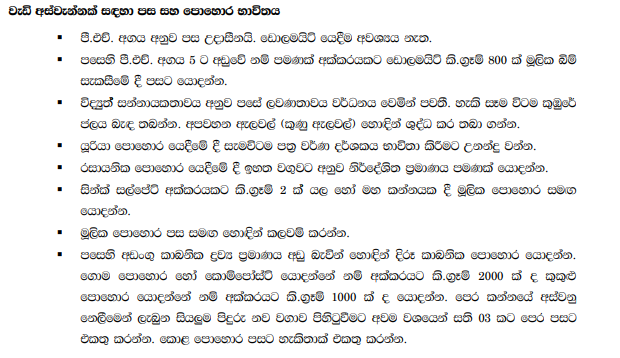 වැඩි අස්වැන්නක් සඳහා පස සහ පොහොර භාවිතය
▪ පී.එච්. අගය අනුව පස උදාසීනයි. ඩොලමයිට් යෙදීම අවශ්‍යය නැත.
▪ පසෙහි පී.එච්. අගය 5 ට අඩුවේ නම් පමණක් අක්කරයකට ඩොලමයිට් කි.ග්‍රෑම් 800 ක් මූලික බිම්
සැකසීමේ දී පසට යොදන්න.
▪ විද්‍යුත් සන්නායකතාවය අනුව පසේ ලවණතාවය වර්ධනය වෙමින් පවතී. හැකි සෑම විටම කුඹුරේ
ජලය බැඳ තබන්න. අපවහන ඇලවල් (කුණු ඇලවල්) හොඳින් ශුද්ධ කර තබා ගන්න.
▪ යූරියා පොහොර යෙදීමේ දී සැමවිටම පත්‍ර වර්ණ දර්ශකය භාවිතා කිරීමට උනන්දු වන්න.
▪ රසායනික පොහොර යෙදීමේ දී ඉහත වගුවට අනුව නිර්දේශිත ප්‍රමාණය පමණක් යොදන්න.
▪ සින්ක් සල්පේට් අක්කරයකට කි.ග්‍රෑම් 2 ක් යල හෝ මහ කන්නයක දී මූලික පොහොර සමඟ
යොදන්න.
▪ මූලික පොහොර පස සමඟ හොඳින් කලවම් කරන්න.
▪ පසෙහි අඩංගු කාබනික ද්‍රව්‍ය ප්‍රමාණය අඩු බැවින් හොඳින් දිරූ කාබනික පොහොර යොදන්න.
ගොම පොහොර හෝ කොම්පෝස්ට් යොදන්නේ නම් අක්කරයට කි.ග්‍රෑම් 2000 ක් ද කුකුළු
පොහොර යොදන්නේ නම් අක්කරයට කි.ග්‍රෑම් 1000 ක් ද යොදන්න. පෙර කන්නයේ අස්වනු
නෙලීමෙන් ලැබුන සියලුම පිදුරු නව වගාව පිහිටුවීමට අවම වශයෙන් සති 03 කට පෙර පසට
එකතු කරන්න. කොළ පොහොර පසට හැකිතාක් එකතු කරන්න.